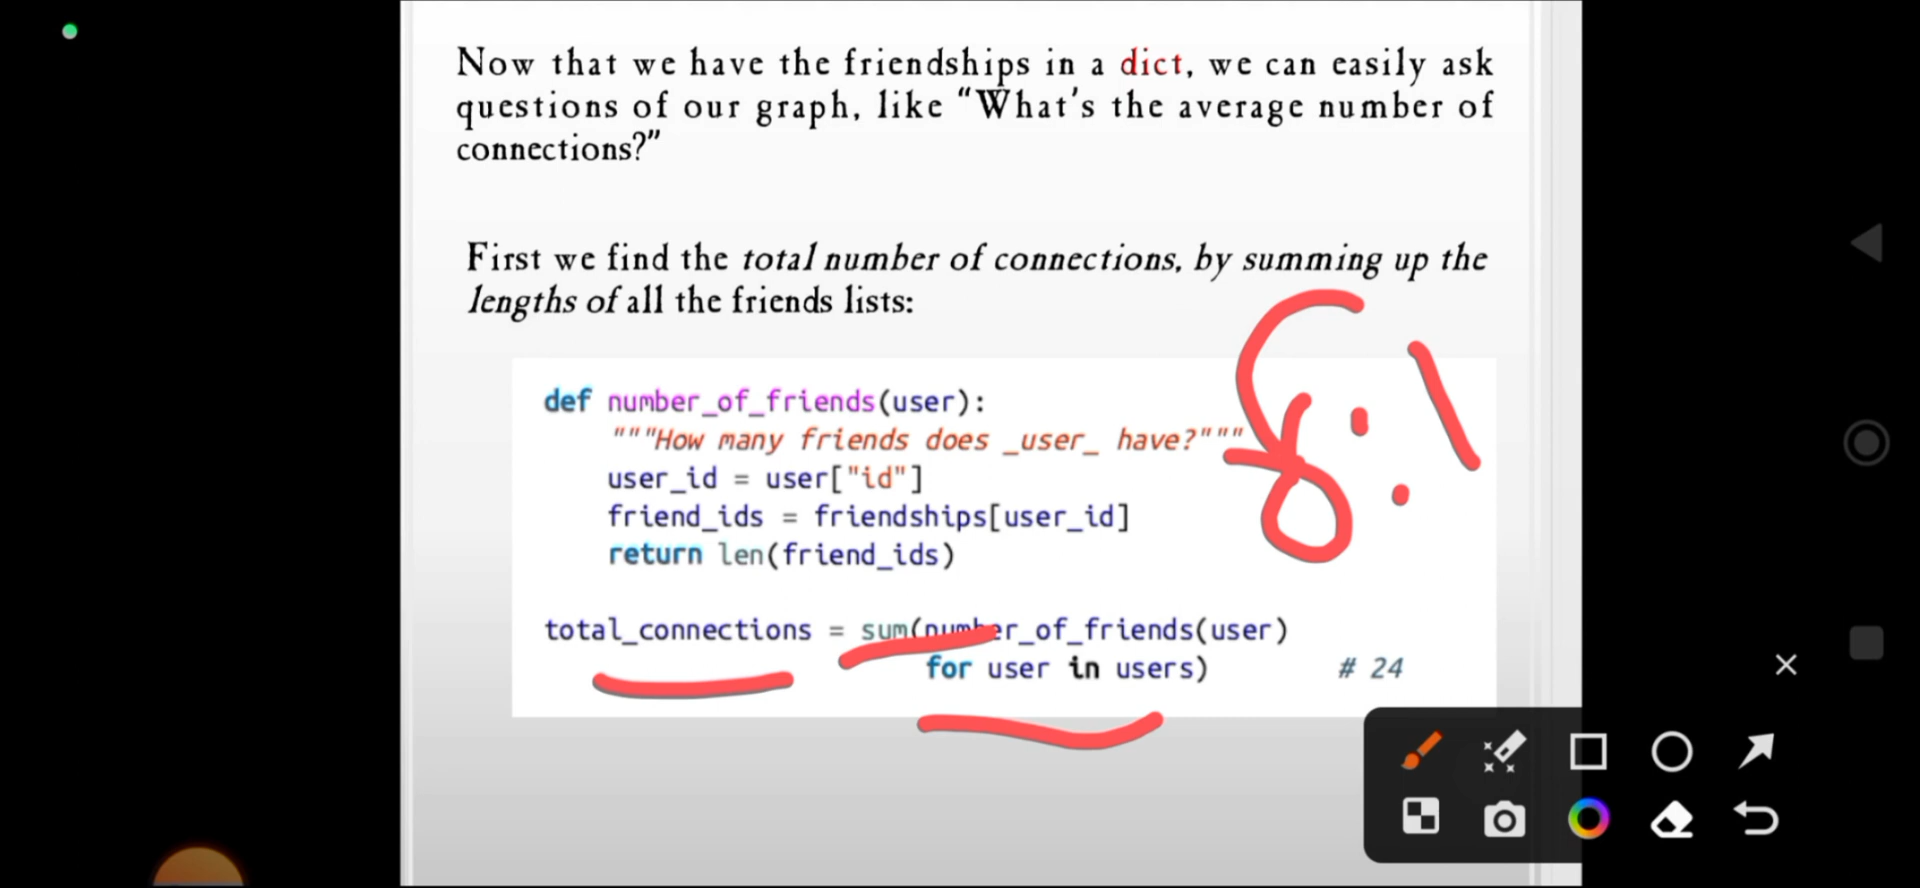 Now that we have the friendships in a dict, we can easily ask
questions of our graph, like “What's the average number of
connections?”
First we find the total number of connections, by summing up the
lengths of all the friends lists:
def number_of_friends(user):
"""How many friends does _user_ have?"""
user_id = user["id"]
friend_ids = friendships[user_id]
return len(friend_ids)
total_connections = sum(number_of_friends(user)
for user in users) # 24